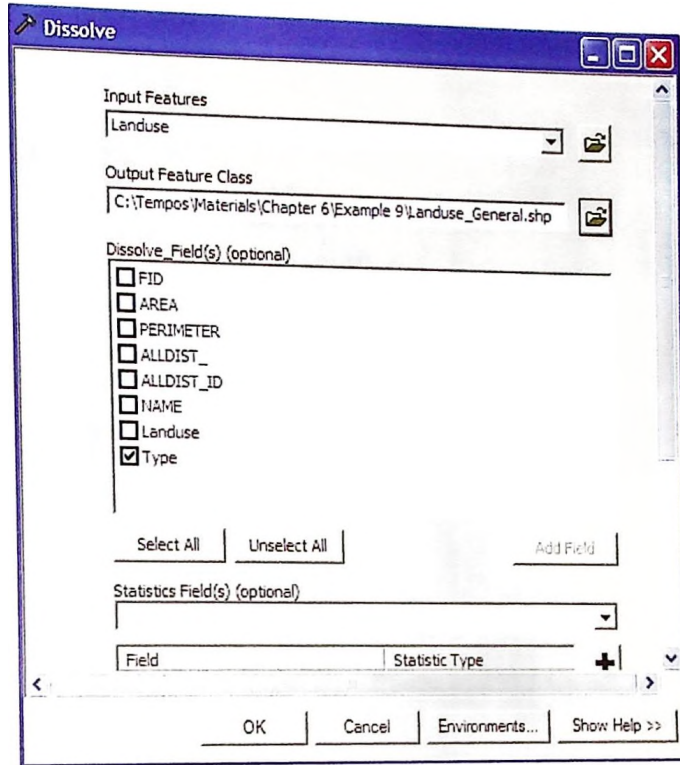 Dissolve
Input Features
Landuse
Output Feature Class
C:\Tempos\Materials\Chapter 6\Example 9\Landuse_General.shp
Dissolve_Field(s) (optional)
FID
AREA
PERIMETER
ALLDIST_
ALLDIST_ID
NAME
Landuse
Type
Select All Unselect All Add Field
Statistics Field(s) (optional)
Field Statistic Type
OK Cancel Environments... Show Help >>